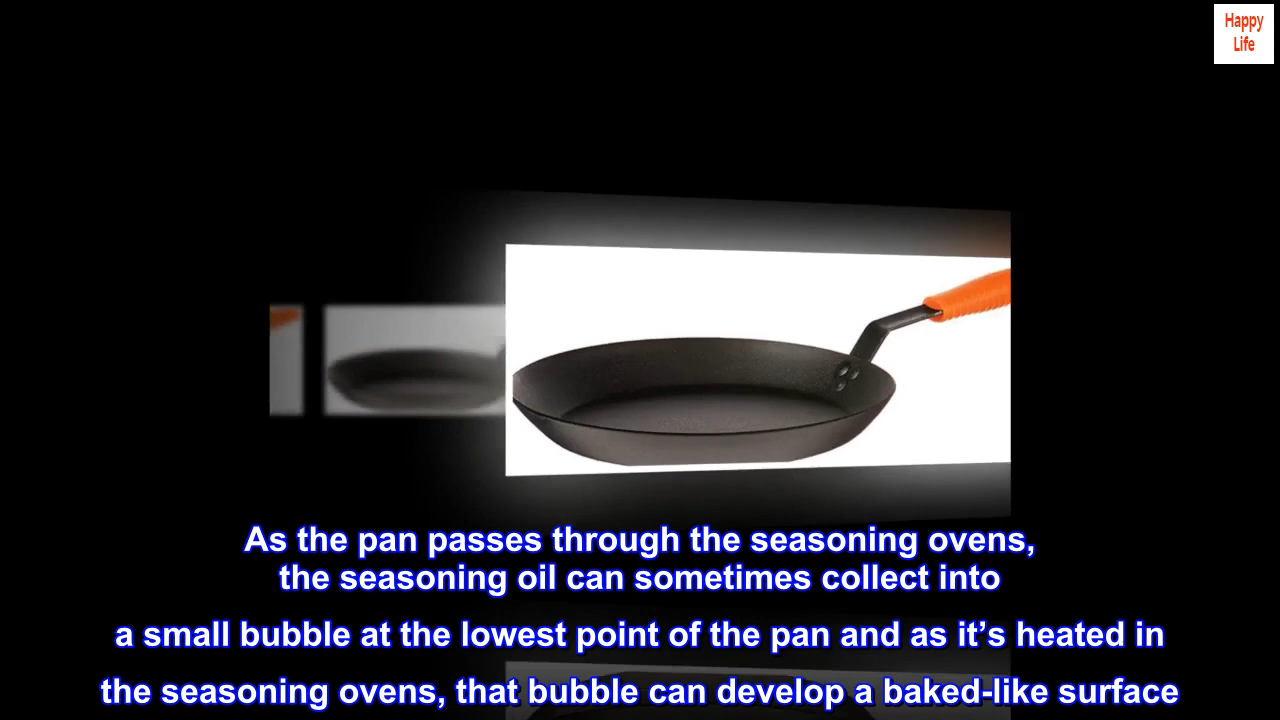 Happy
Life
As the pan passes through the seasoning ovens,
the seasoning oil can sometimes collect into
a small bubble at the lowest point of the pan and as it’s heated in
the seasoning ovens, that bubble can develop a baked-like surface